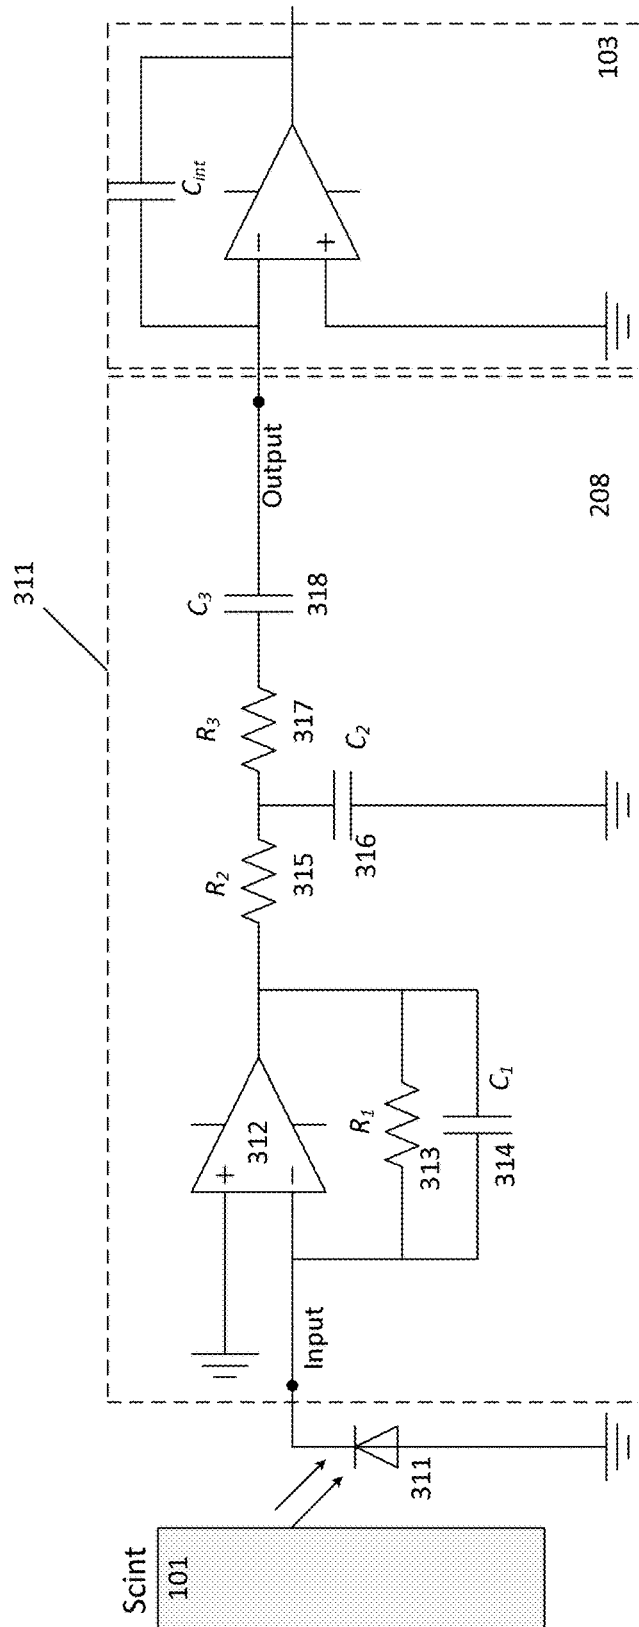 Scint
101
311
Input
312
R1
313
C1
314
R2
315
C2
316
R3
317
C3
318
Output
311
208
Cint
103
+
−
−
+